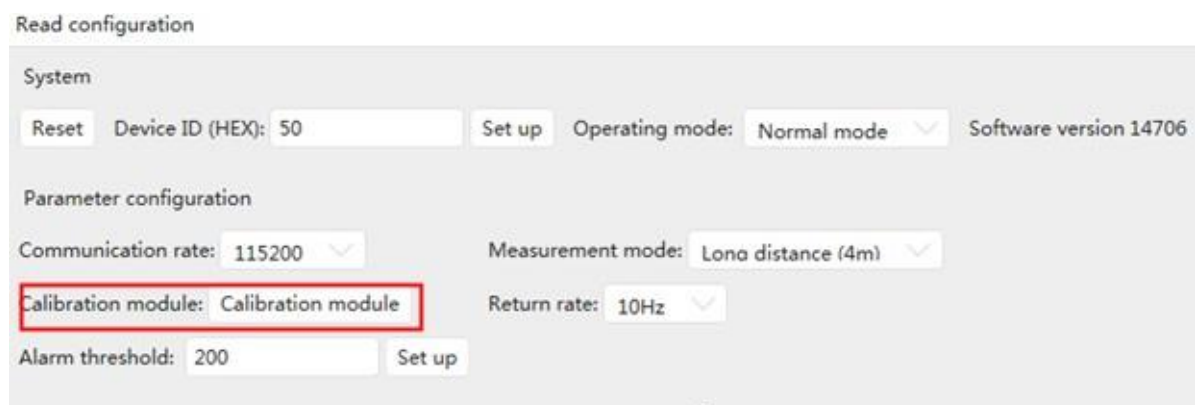 Read configuration
System
Reset Device ID (HEX): 50 Set up Operating mode: Normal mode Software version 14706
Parameter configuration
Communication rate: 115200 Measurement mode: Long distance (4m)
Calibration module: Calibration module Return rate: 10Hz
Alarm threshold: 200 Set up